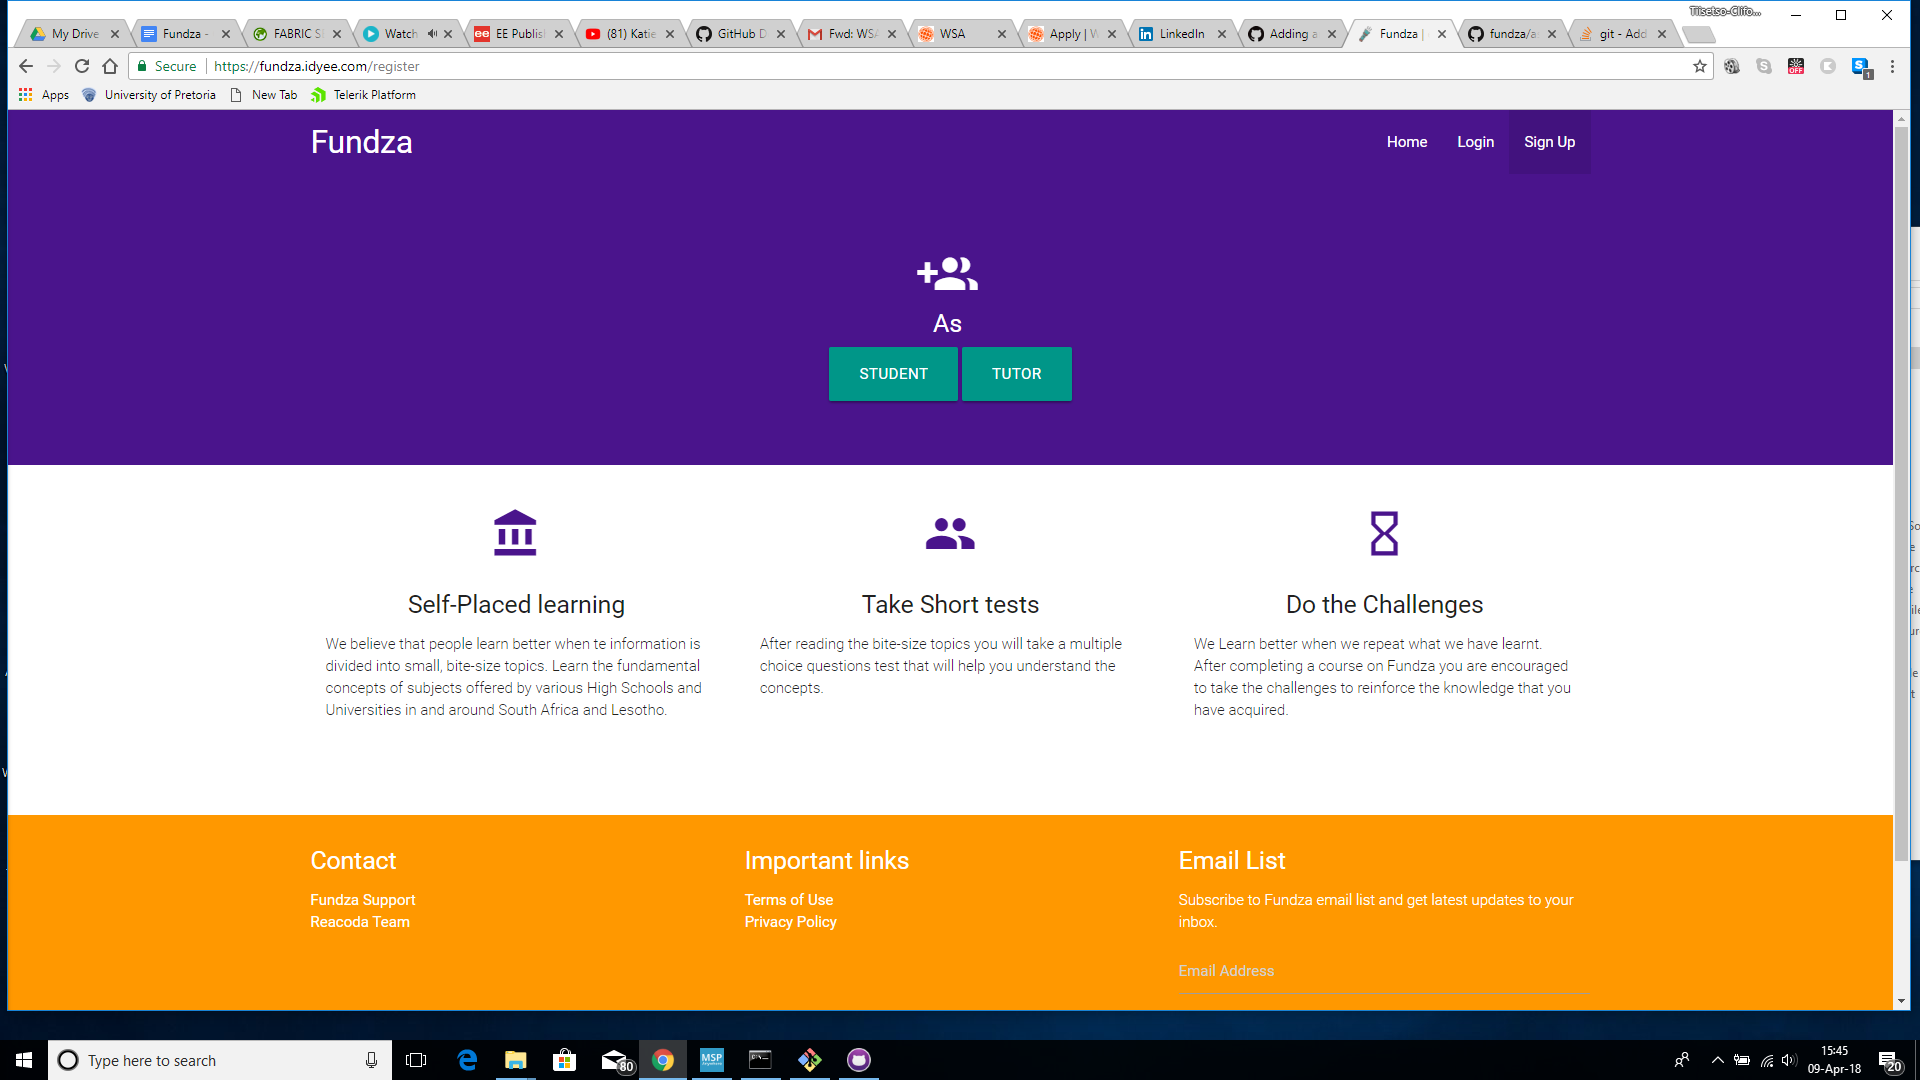 Tlisetso-Clifo...
My Drive
Fundza -
FABRIC S
Watch
EE Publis
(81) Katie
GitHub D
Fwd: WSA
WSA
Apply | W
LinkedIn
Adding a
Fundza |
fundza/a
git - Add
Secure
https://fundza.idyee.com/register
OFF
1
Apps
University of Pretoria
New Tab
Telerik Platform
Fundza
Home
Login
Sign Up
As
STUDENT
TUTOR
Self-Placed learning
We believe that people learn better when te information is
divided into small, bite-size topics. Learn the fundamental
concepts of subjects offered by various High Schools and
Universities in and around South Africa and Lesotho.
Take Short tests
After reading the bite-size topics you will take a multiple
choice questions test that will help you understand the
concepts.
Do the Challenges
We Learn better when we repeat what we have learnt.
After completing a course on Fundza you are encouraged
to take the challenges to reinforce the knowledge that you
have acquired.
Contact
Fundza Support
Reacoda Team
Important links
Terms of Use
Privacy Policy
Email List
Subscribe to Fundza email list and get latest updates to your
inbox.
Email Address
Type here to search
80
MSP
15:45
09-Apr-18
20